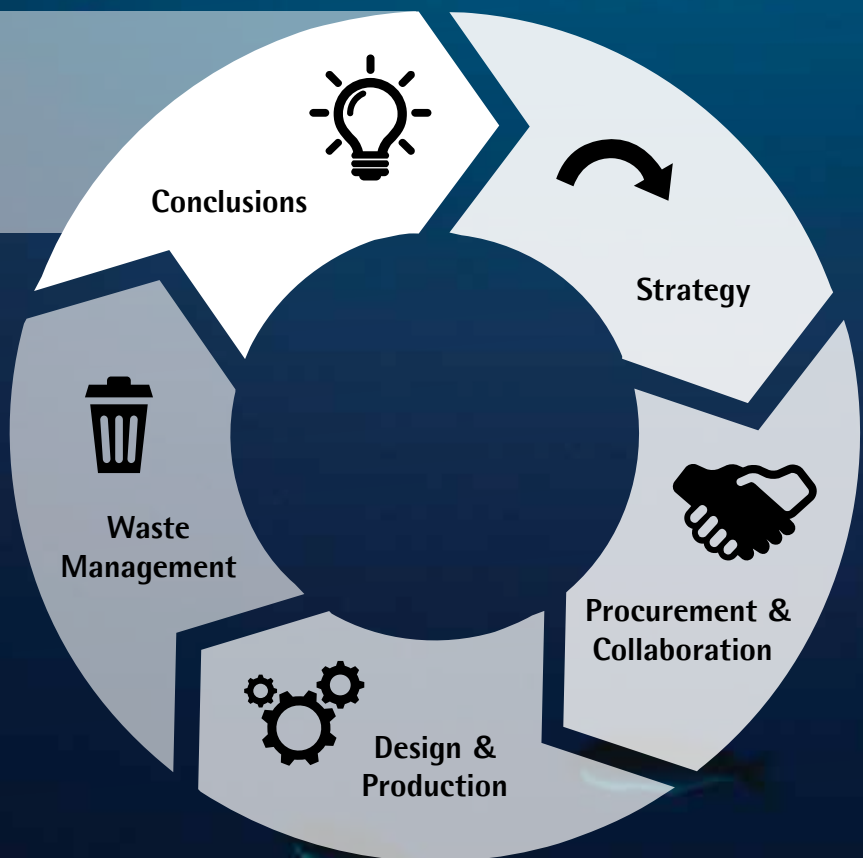 Conclusions
Strategy
Procurement &
Collaboration
Design &
Production
Waste
Management